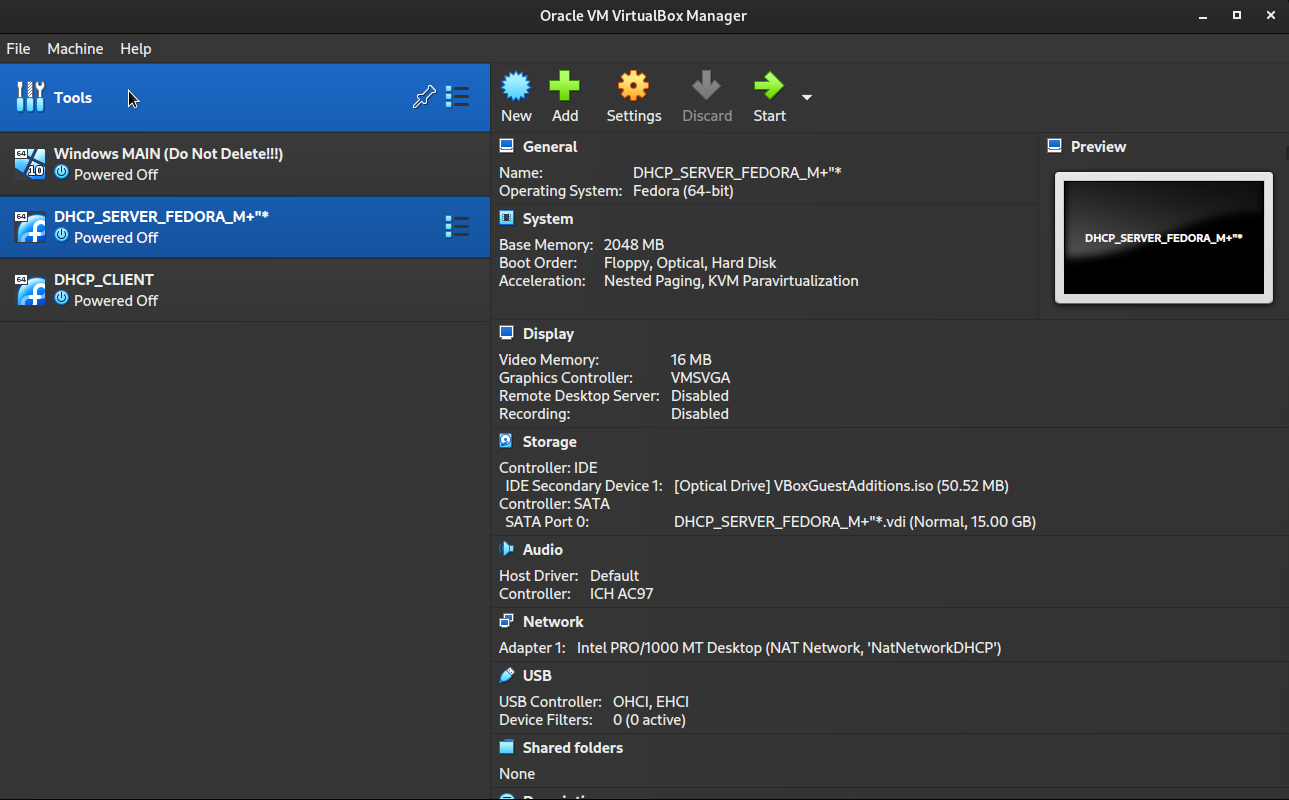 Oracle VM VirtualBox Manager
File Machine Help
Tools
64 10 Windows MAIN (Do Not Delete!!!)
Powered Off
64 DHCP_SERVER_FEDORA_M+"*
Powered Off
64 DHCP_CLIENT
Powered Off
New Add Settings Discard Start
General
Name: DHCP_SERVER_FEDORA_M+"*
Operating System: Fedora (64-bit)
System
Base Memory: 2048 MB
Boot Order: Floppy, Optical, Hard Disk
Acceleration: Nested Paging, KVM Paravirtualization
Preview
DHCP_SERVER_FEDORA_M+"*
Display
Video Memory: 16 MB
Graphics Controller: VMSVGA
Remote Desktop Server: Disabled
Recording: Disabled
Storage
Controller: IDE
IDE Secondary Device 1: [Optical Drive] VBoxGuestAdditions.iso (50.52 MB)
Controller: SATA
SATA Port 0: DHCP_SERVER_FEDORA_M+"*.vdi (Normal, 15.00 GB)
Audio
Host Driver: Default
Controller: ICH AC97
Network
Adapter 1: Intel PRO/1000 MT Desktop (NAT Network, 'NatNetworkDHCP')
USB
USB Controller: OHCI, EHCI
Device Filters: 0 (0 active)
Shared folders
None